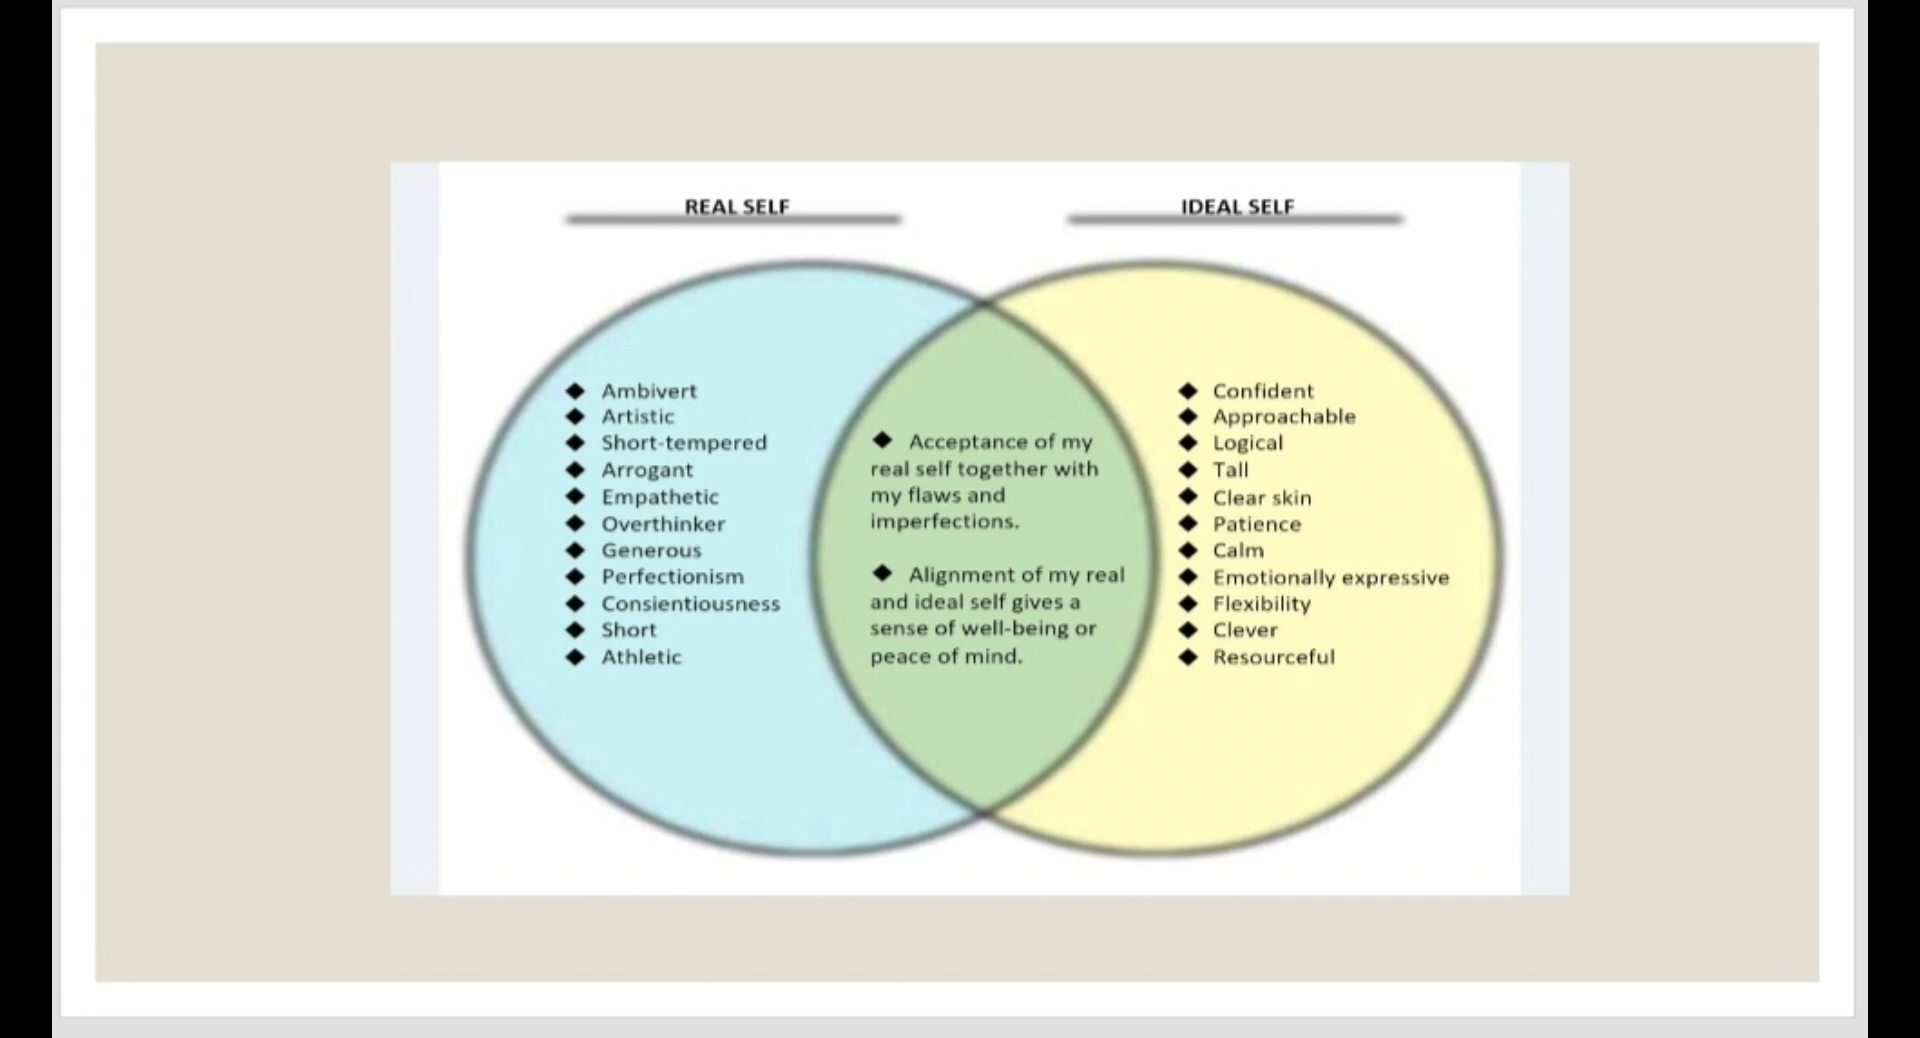 REAL SELF
IDEAL SELF
◆ Ambivert
◆ Artistic
◆ Short-tempered
◆ Arrogant
◆ Empathetic
◆ Overthinker
◆ Generous
◆ Perfectionism
◆ Consientiousness
◆ Short
◆ Athletic
◆ Acceptance of my
real self together with
my flaws and
imperfections.
◆ Alignment of my real
and ideal self gives a
sense of well-being or
peace of mind.
◆ Confident
◆ Approachable
◆ Logical
◆ Tall
◆ Clear skin
◆ Patience
◆ Calm
◆ Emotionally expressive
◆ Flexibility
◆ Clever
◆ Resourceful